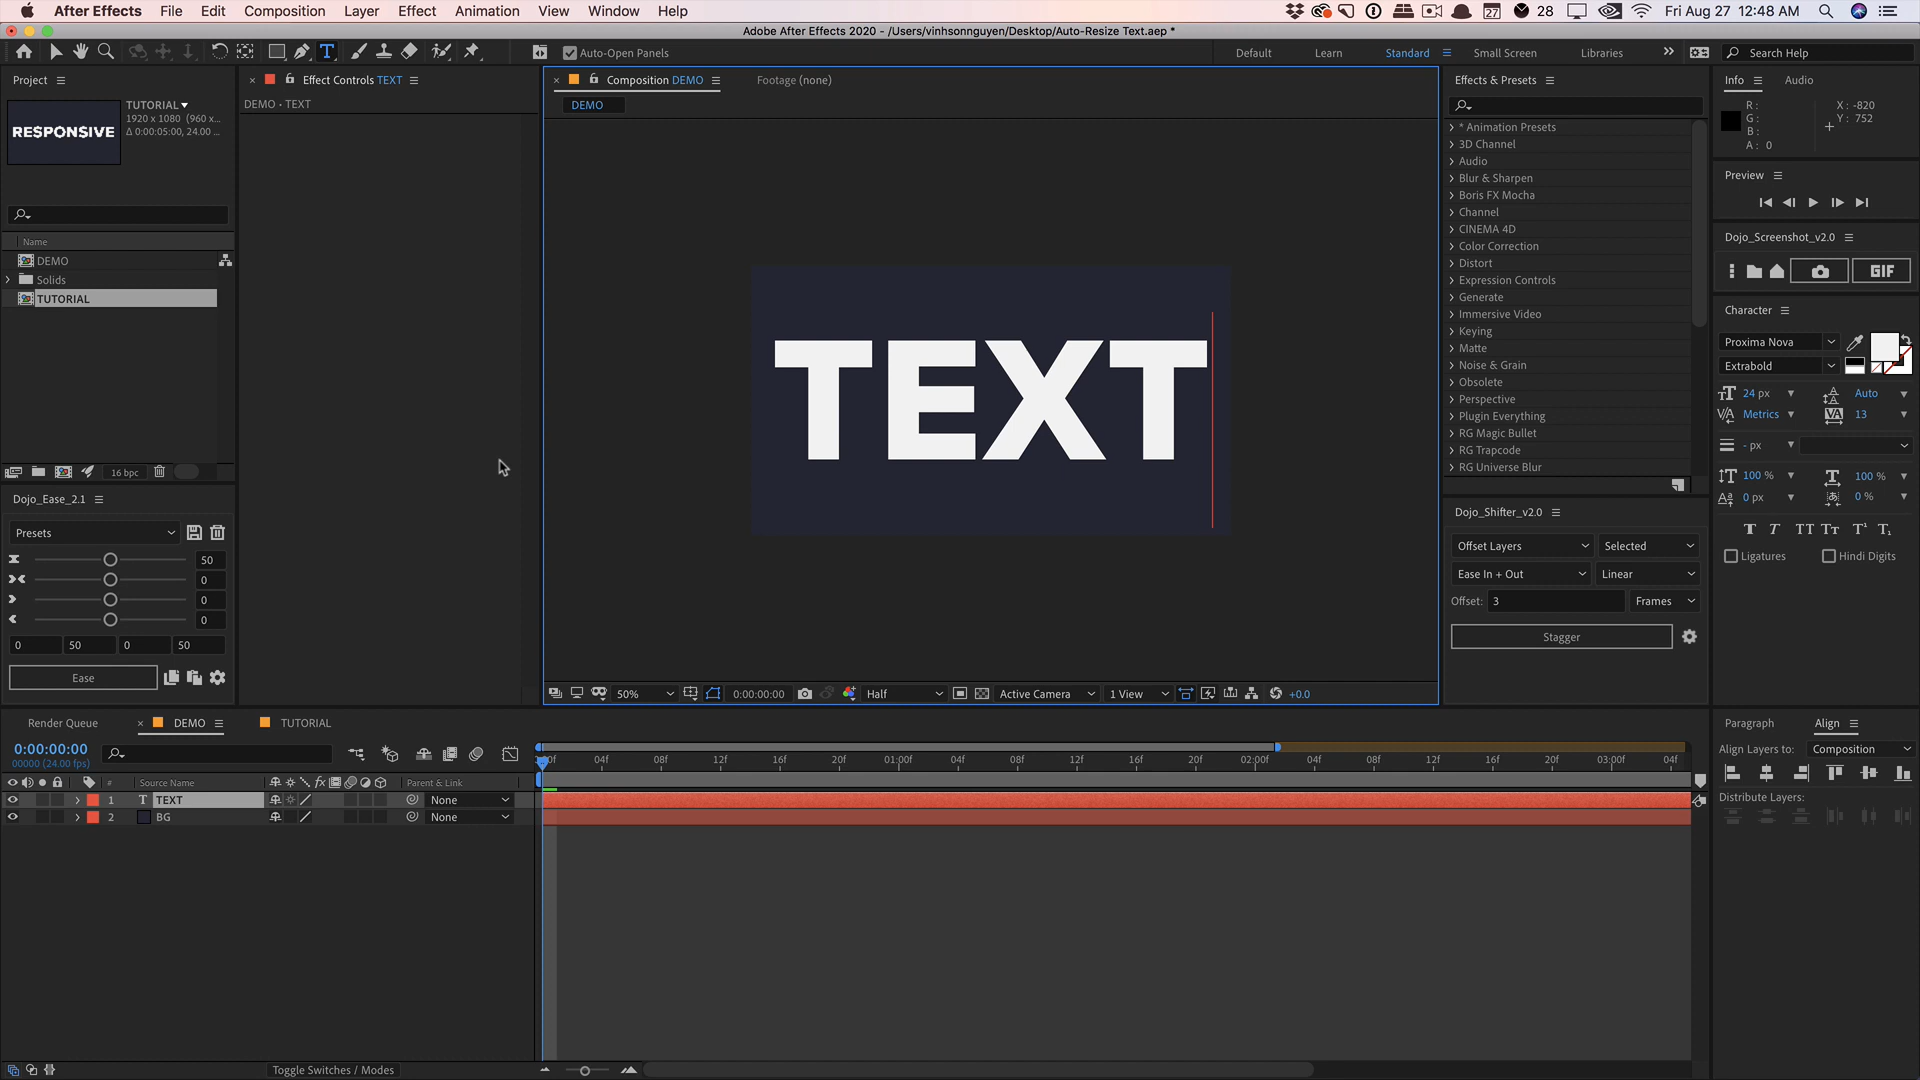 After Effects File Edit Composition Layer Effect Animation View Window Help 28 Fri Aug 27 12:48 AM
Adobe After Effects 2020 - /Users/vinhsonnguyen/Desktop/Auto-Resize Text.aep *
T Auto-Open Panels Default Learn Standard Small Screen Libraries Search Help
Project
RESPONSIVE
TUTORIAL
1920 x 1080 (960 x...
Δ 0:00:05:00, 24.00 ...
Name
DEMO
Solids
TUTORIAL
16 bpc
Dojo_Ease_2.1
Presets
50
0
0
0
0 50 0 50
Ease
Effect Controls TEXT
DEMO • TEXT
Composition DEMO
Footage (none)
DEMO
TEXT
50% 0:00:00:00 Half Active Camera 1 View +0.0
Effects & Presets
* Animation Presets
3D Channel
Audio
Blur & Sharpen
Boris FX Mocha
Channel
CINEMA 4D
Color Correction
Distort
Expression Controls
Generate
Immersive Video
Keying
Matte
Noise & Grain
Obsolete
Perspective
Plugin Everything
RG Magic Bullet
RG Trapcode
RG Universe Blur
Dojo_Shifter_v2.0
Offset Layers Selected
Ease In + Out Linear
Offset: 3 Frames
Stagger
Info Audio
R : X : -820
G : Y : 752
B :
A : 0
Preview
Dojo_Screenshot_v2.0
GIF
Character
Proxima Nova
Extrabold
24 px Auto
Metrics 13
- px
100 % 100 %
0 px 0 %
T T TT Tt T¹ T₁
Ligatures Hindi Digits
Render Queue DEMO TUTORIAL
0:00:00:00
00000 (24.00 fps)
# Source Name fx Parent & Link
1 T TEXT None
2 BG None
04f 08f 12f 16f 20f 01:00f 04f 08f 12f 16f 20f 02:00f 04f 08f 12f 16f 20f 03:00f 04f
Toggle Switches / Modes
Paragraph Align
Align Layers to: Composition
Distribute Layers: